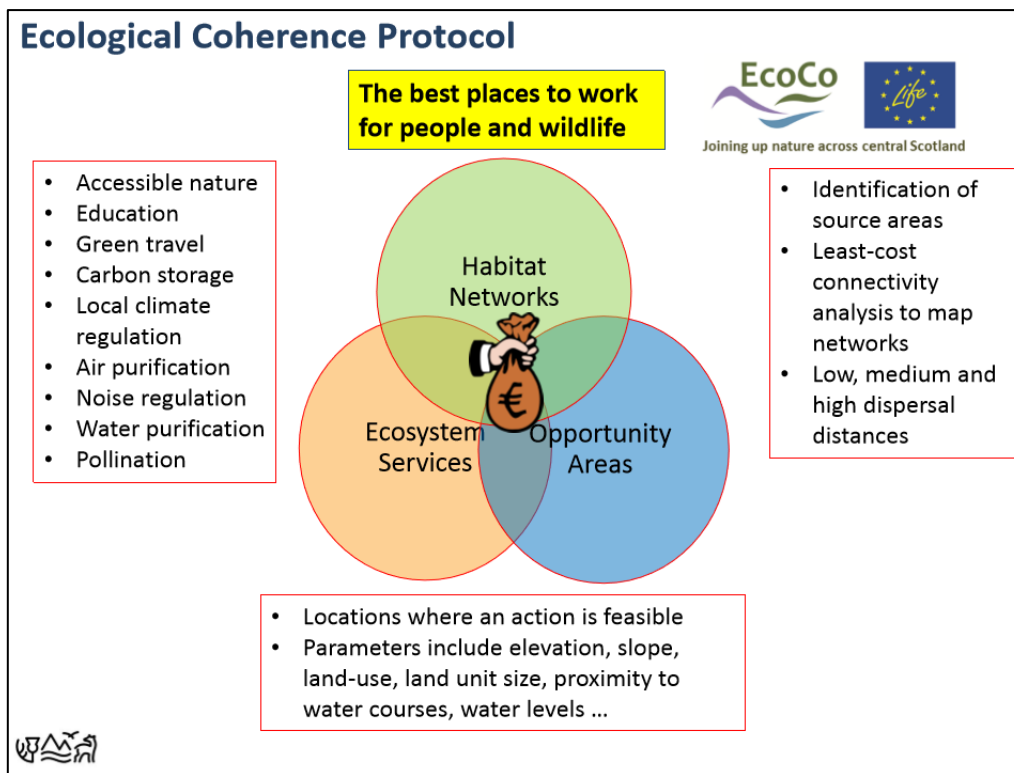 Ecological Coherence Protocol
The best places to work
for people and wildlife
EcoCo
Life
Joining up nature across central Scotland
• Accessible nature
• Education
• Green travel
• Carbon storage
• Local climate
regulation
• Air purification
• Noise regulation
• Water purification
• Pollination
Habitat
Networks
€
Ecosystem
Services
Opportunity
Areas
• Identification of
source areas
• Least-cost
connectivity
analysis to map
networks
• Low, medium and
high dispersal
distances
• Locations where an action is feasible
• Parameters include elevation, slope,
land-use, land unit size, proximity to
water courses, water levels ...